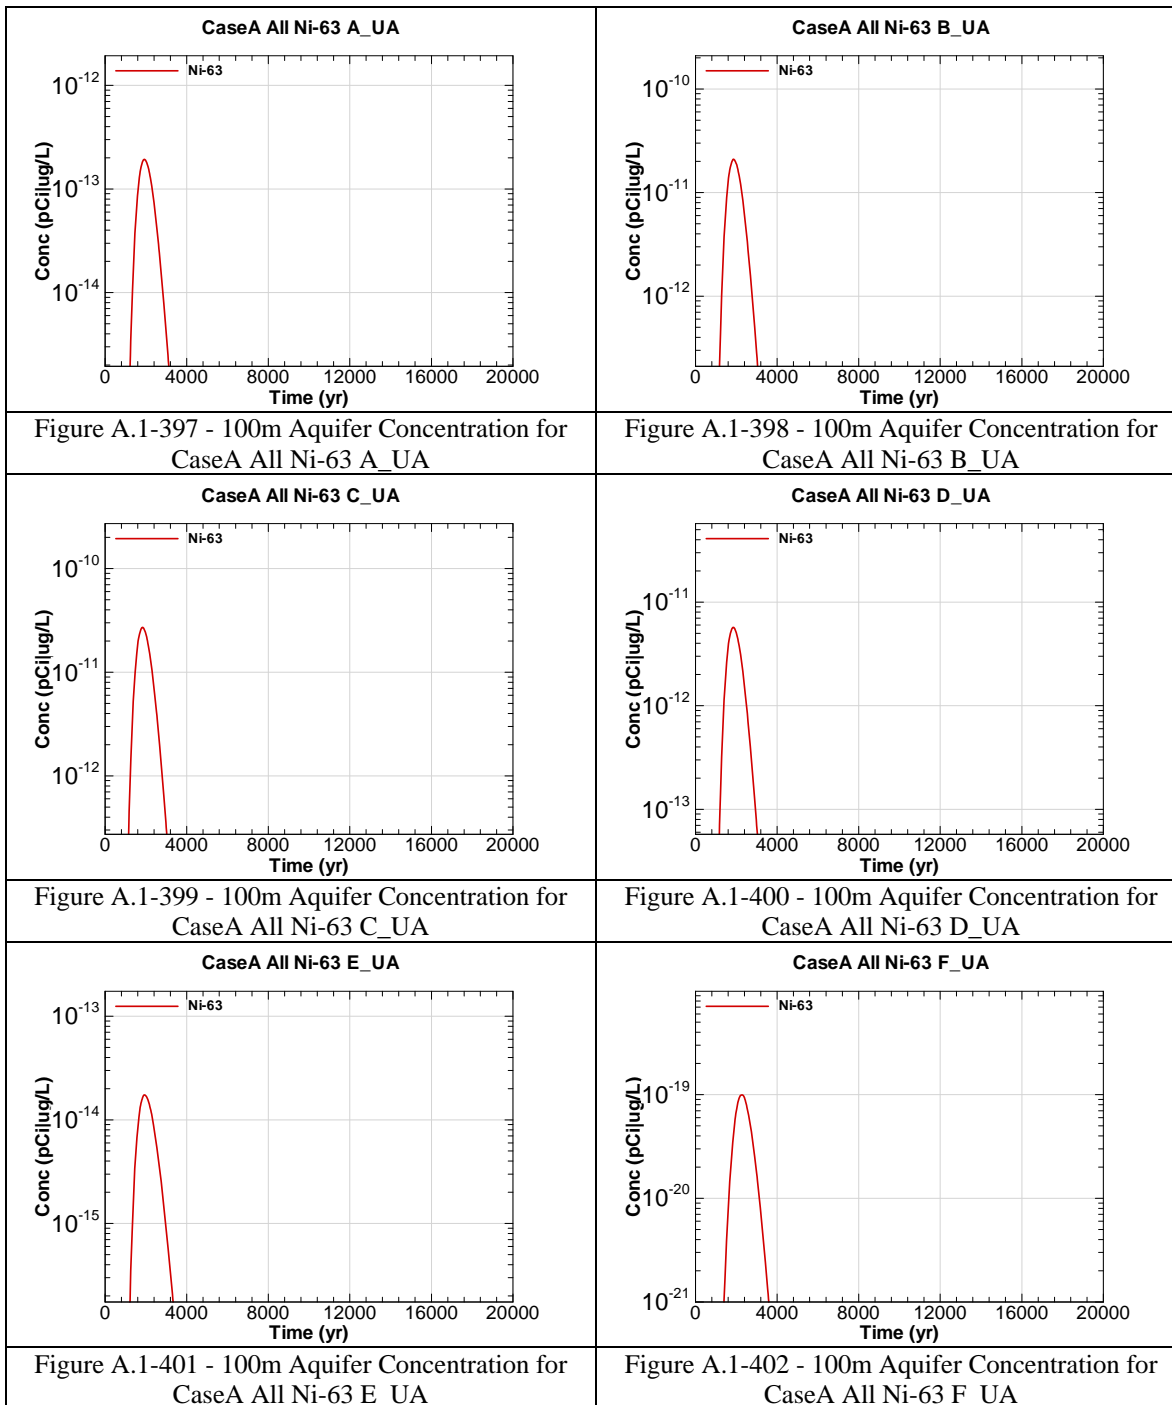 CaseA All Ni-63 A_UA
Ni-63
10-12
10-13
10-14
Conc (pCi|ug/L)
0 4000 8000 12000 16000 20000
Time (yr)
Figure A.1-397 - 100m Aquifer Concentration for
CaseA All Ni-63 A_UA
CaseA All Ni-63 B_UA
Ni-63
10-10
10-11
10-12
Conc (pCi|ug/L)
0 4000 8000 12000 16000 20000
Time (yr)
Figure A.1-398 - 100m Aquifer Concentration for
CaseA All Ni-63 B_UA
CaseA All Ni-63 C_UA
Ni-63
10-10
10-11
10-12
Conc (pCi|ug/L)
0 4000 8000 12000 16000 20000
Time (yr)
Figure A.1-399 - 100m Aquifer Concentration for
CaseA All Ni-63 C_UA
CaseA All Ni-63 D_UA
Ni-63
10-11
10-12
10-13
Conc (pCi|ug/L)
0 4000 8000 12000 16000 20000
Time (yr)
Figure A.1-400 - 100m Aquifer Concentration for
CaseA All Ni-63 D_UA
CaseA All Ni-63 E_UA
Ni-63
10-13
10-14
10-15
Conc (pCi|ug/L)
0 4000 8000 12000 16000 20000
Time (yr)
Figure A.1-401 - 100m Aquifer Concentration for
CaseA All Ni-63 E_UA
CaseA All Ni-63 F_UA
Ni-63
10-19
10-20
10-21
Conc (pCi|ug/L)
0 4000 8000 12000 16000 20000
Time (yr)
Figure A.1-402 - 100m Aquifer Concentration for
CaseA All Ni-63 F_UA